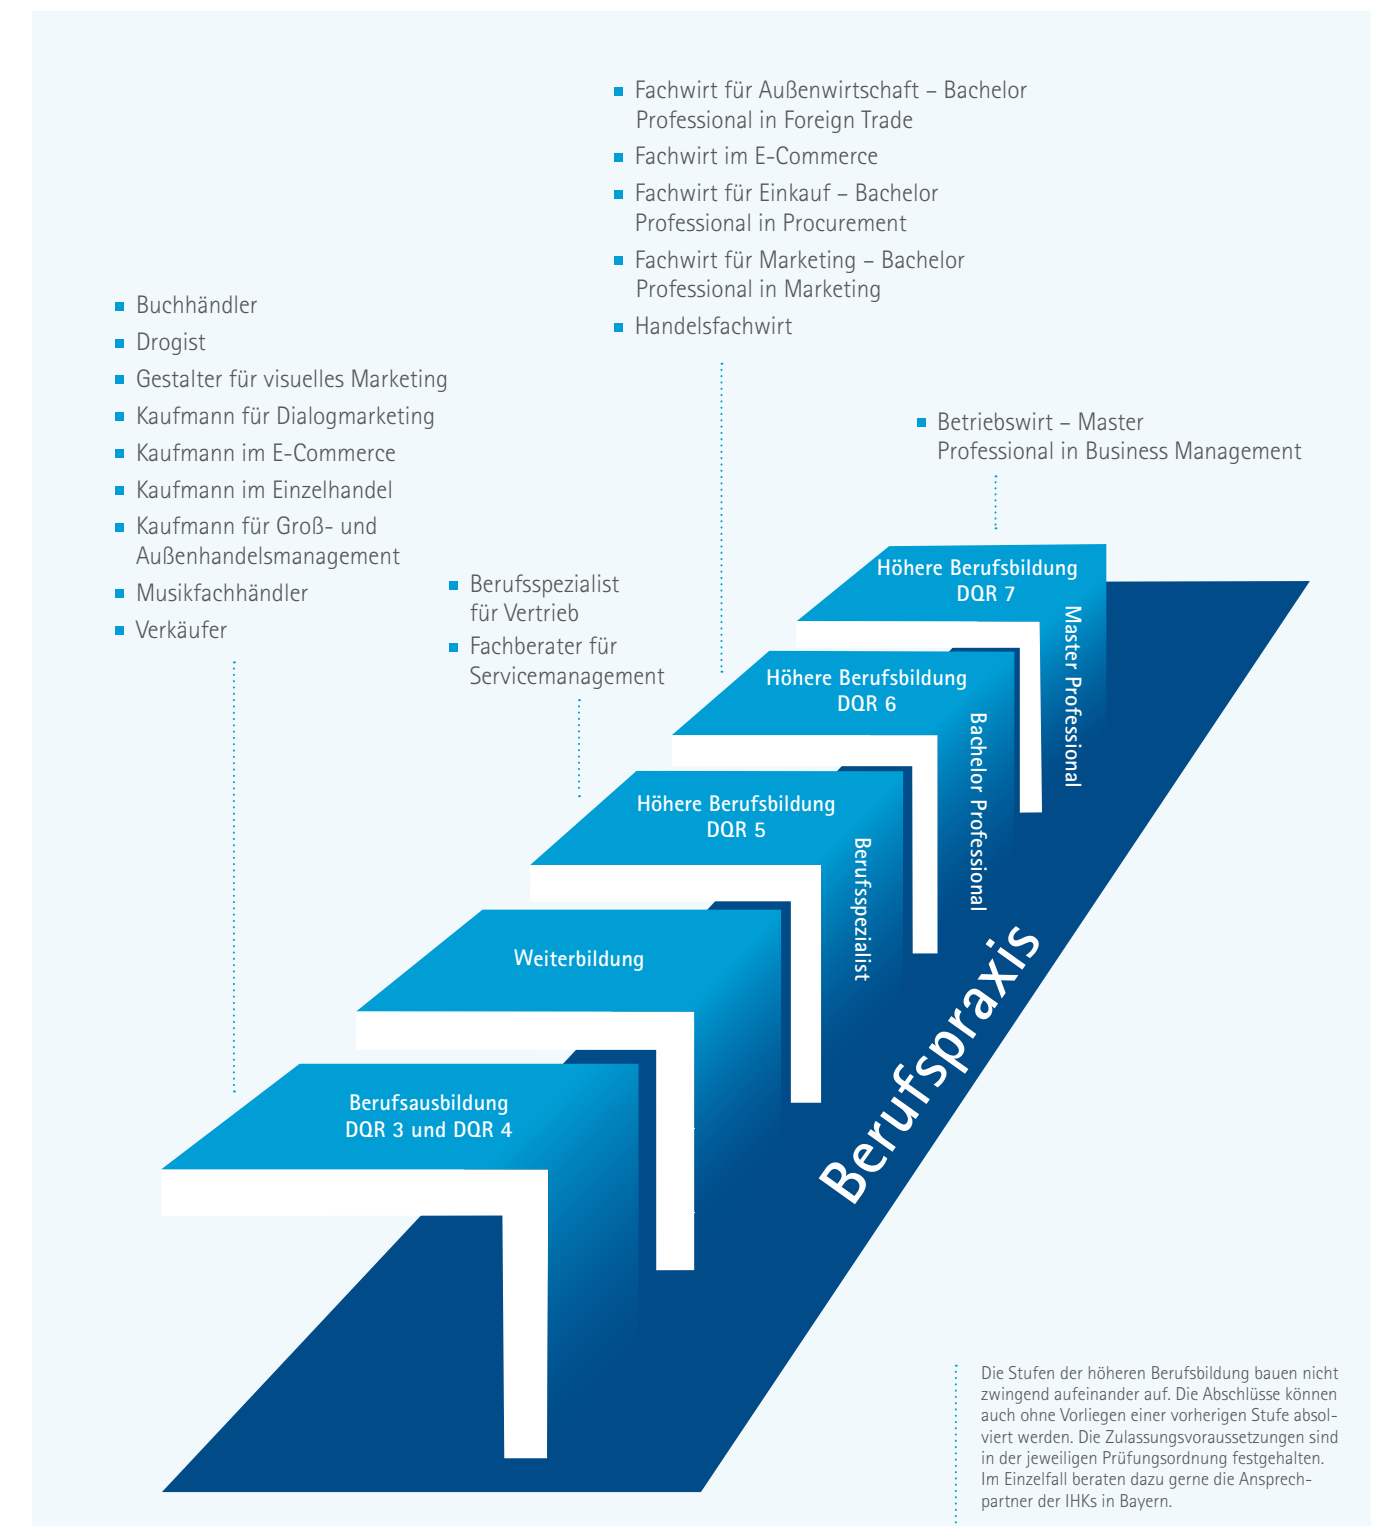 Fachwirt für Außenwirtschaft – Bachelor
Professional in Foreign Trade
Fachwirt im E-Commerce
Fachwirt für Einkauf – Bachelor
Professional in Procurement
Fachwirt für Marketing – Bachelor
Professional in Marketing
Handelsfachwirt
Buchhändler
Drogist
Gestalter für visuelles Marketing
Kaufmann für Dialogmarketing
Kaufmann im E-Commerce
Kaufmann im Einzelhandel
Kaufmann für Groß- und
Außenhandelsmanagement
Musikfachhändler
Verkäufer
Betriebswirt – Master
Professional in Business Management
Berufsspezialist
für Vertrieb
Fachberater für
Servicemanagement
Höhere Berufsbildung
DQR 7
Master Professional
Höhere Berufsbildung
DQR 6
Bachelor Professional
Höhere Berufsbildung
DQR 5
Berufsspezialist
Weiterbildung
Berufsausbildung
DQR 3 und DQR 4
Berufspraxis
Die Stufen der höheren Berufsbildung bauen nicht
zwingend aufeinander auf. Die Abschlüsse können
auch ohne Vorliegen einer vorherigen Stufe absol-
viert werden. Die Zulassungsvoraussetzungen sind
in der jeweiligen Prüfungsordnung festgehalten.
Im Einzelfall beraten dazu gerne die Ansprech-
partner der IHKs in Bayern.